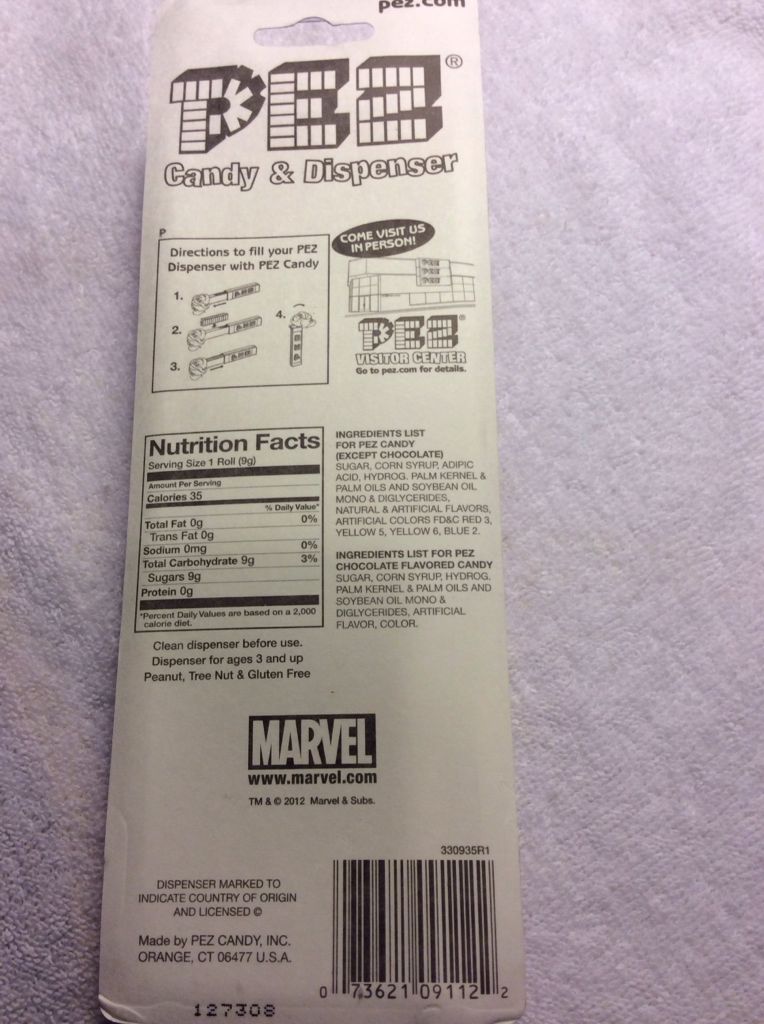 pez.com
PEZ®
Candy & Dispenser
P
Directions to fill your PEZ
Dispenser with PEZ Candy
1.
2.
3.
4.
COME VISIT US
IN PERSON!
PEZ
PEZ
PEZ
PEZ®
VISITOR CENTER
Go to pez.com for details.
Nutrition Facts
Serving Size 1 Roll (9g)
Amount Per Serving
Calories 35
% Daily Value*
Total Fat 0g 0%
Trans Fat 0g
Sodium 0mg 0%
Total Carbohydrate 9g 3%
Sugars 9g
Protein 0g
*Percent Daily Values are based on a 2,000
calorie diet.
INGREDIENTS LIST
FOR PEZ CANDY
(EXCEPT CHOCOLATE)
SUGAR, CORN SYRUP, ADIPIC
ACID, HYDROG. PALM KERNEL &
PALM OILS AND SOYBEAN OIL
MONO & DIGLYCERIDES,
NATURAL & ARTIFICIAL FLAVORS,
ARTIFICIAL COLORS FD&C RED 3,
YELLOW 5, YELLOW 6, BLUE 2.
INGREDIENTS LIST FOR PEZ
CHOCOLATE FLAVORED CANDY
SUGAR, CORN SYRUP, HYDROG.
PALM KERNEL & PALM OILS AND
SOYBEAN OIL MONO &
DIGLYCERIDES, ARTIFICIAL
FLAVOR, COLOR.
Clean dispenser before use.
Dispenser for ages 3 and up
Peanut, Tree Nut & Gluten Free
MARVEL
www.marvel.com
TM & © 2012 Marvel & Subs.
330935R1
DISPENSER MARKED TO
INDICATE COUNTRY OF ORIGIN
AND LICENSED ©
Made by PEZ CANDY, INC.
ORANGE, CT 06477 U.S.A.
0 73621 09112 2
127308